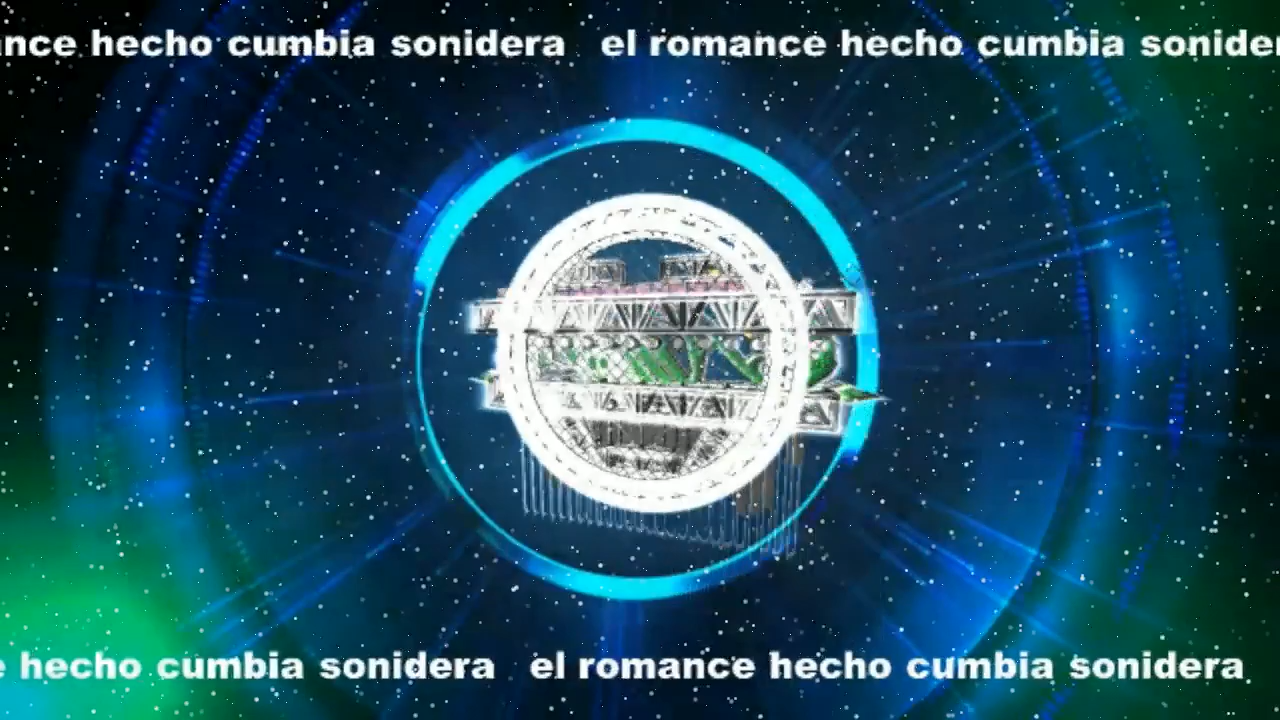 ance hecho cumbia sonidera el romance hecho cumbia sonider
e hecho cumbia sonidera el romance hecho cumbia sonidera